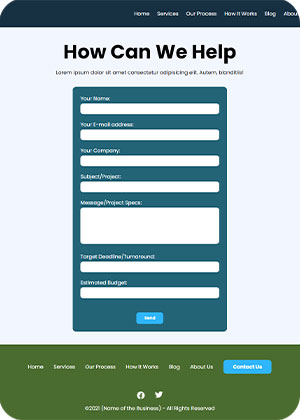 Home Services Our Process How It Works Blog Abou
How Can We Help
Lorem ipsum dolor sit amet consectetur adipisicing elit. Autem, blanditiis!
Your Name:
Your E-mail address:
Your Company:
Subject/Project:
Message/Project Specs:
Target Deadline/Turnaround:
Estimated Budget:
Send
Home Services Our Process How It Works Blog About Us Contact Us
©2021 (Name of the Business) - All Rights Reserved